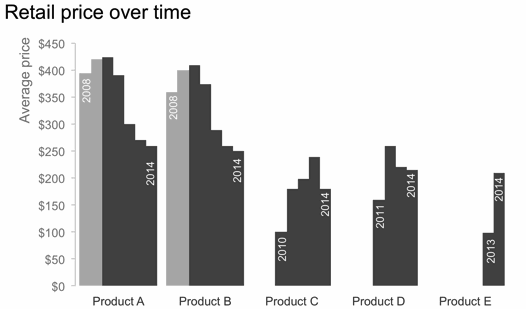 Retail price over time
Average price
$450
$400
$350
$300
$250
$200
$150
$100
$50
$0
2008
2014
2008
2014
2010
2014
2011
2014
2013
2014
Product A
Product B
Product C
Product D
Product E